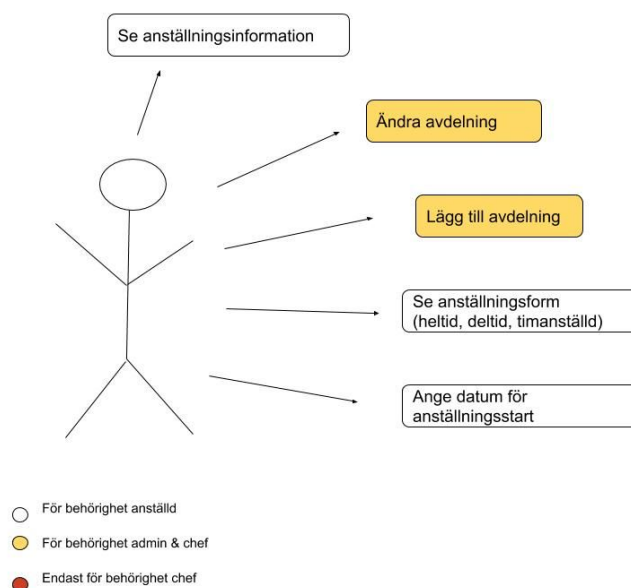 Se anställningsinformation
Ändra avdelning
Lägg till avdelning
Se anställningsform
(heltid, deltid, timanställd)
Ange datum för
anställningsstart
För behörighet anställd
För behörighet admin & chef
Endast för behörighet chef